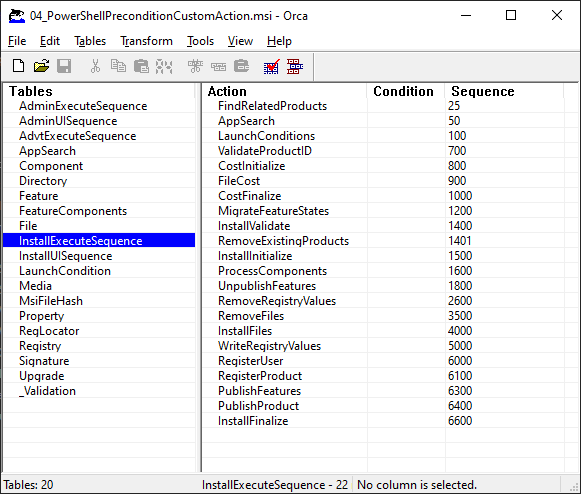 04_PowerShellPreconditionCustomAction.msi - Orca
File Edit Tables Transform Tools View Help
Tables Action Condition Sequence
AdminExecuteSequence FindRelatedProducts 25
AdminUISequence AppSearch 50
AdvtExecuteSequence LaunchConditions 100
AppSearch ValidateProductID 700
Component CostInitialize 800
Directory FileCost 900
Feature CostFinalize 1000
FeatureComponents MigrateFeatureStates 1200
File InstallValidate 1400
InstallExecuteSequence RemoveExistingProducts 1401
InstallUISequence InstallInitialize 1500
LaunchCondition ProcessComponents 1600
Media UnpublishFeatures 1800
MsiFileHash RemoveRegistryValues 2600
Property RemoveFiles 3500
ReqLocator InstallFiles 4000
Registry WriteRegistryValues 5000
Signature RegisterUser 6000
Upgrade RegisterProduct 6100
_Validation PublishFeatures 6300
PublishProduct 6400
InstallFinalize 6600
Tables: 20 InstallExecuteSequence - 22 No column is selected.